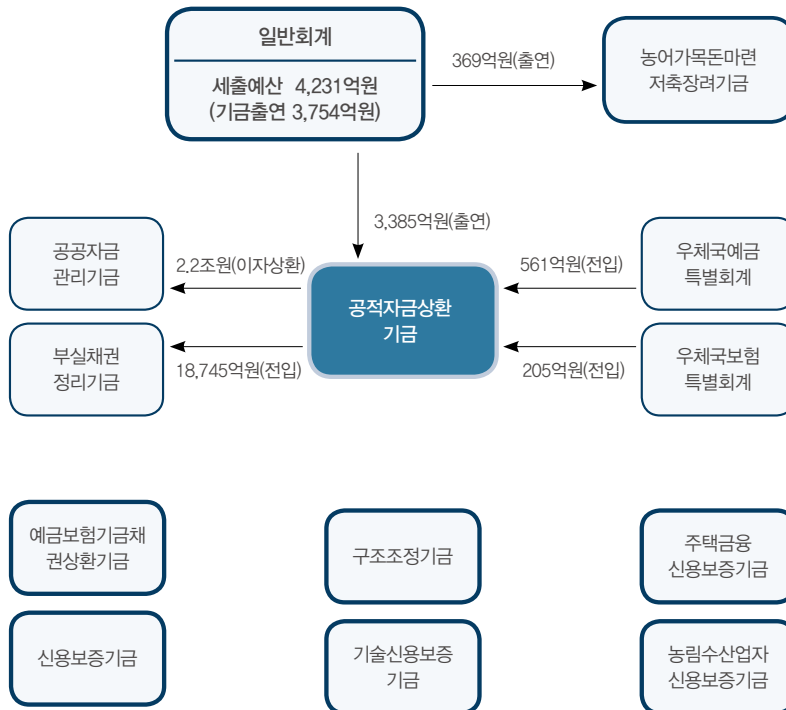 일반회계
세출예산 4,231억원
(기금출연 3,754억원)
369억원(출연)
농어가목돈마련
저축장려기금
3,385억원(출연)
공공자금
관리기금
2.2조원(이자상환)
공적자금상환
기금
561억원(전입)
우체국예금
특별회계
부실채권
정리기금
18,745억원(전입)
205억원(전입)
우체국보험
특별회계
예금보험기금채
권상환기금
구조조정기금
주택금융
신용보증기금
신용보증기금
기술신용보증
기금
농림수산업자
신용보증기금